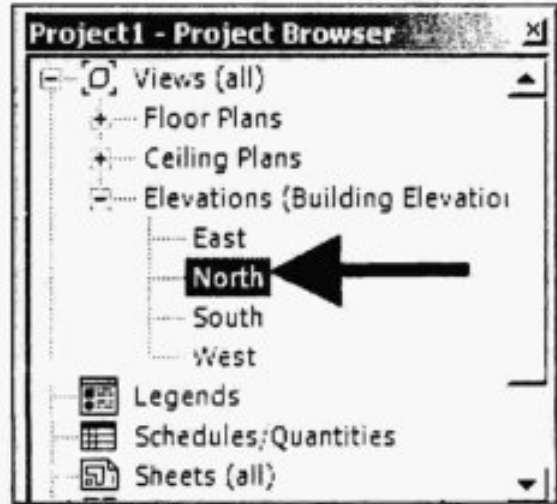 Project1 - Project Browser
Views (all)
Floor Plans
Ceiling Plans
Elevations (Building Elevatio
East
North
South
West
Legends
Schedules/Quantities
Sheets (all)